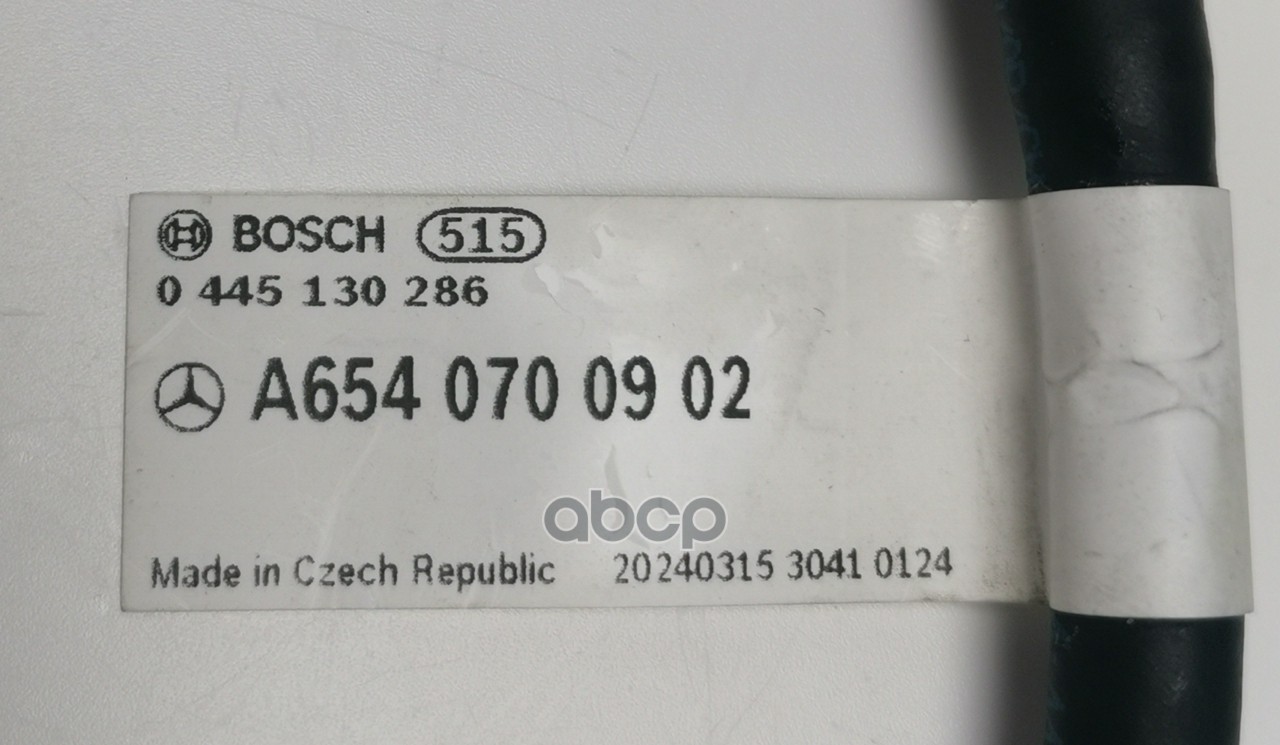 BOSCH 515
0 445 130 286
A654 070 09 02
abcp
Made in Czech Republic 20240315 3041 0124